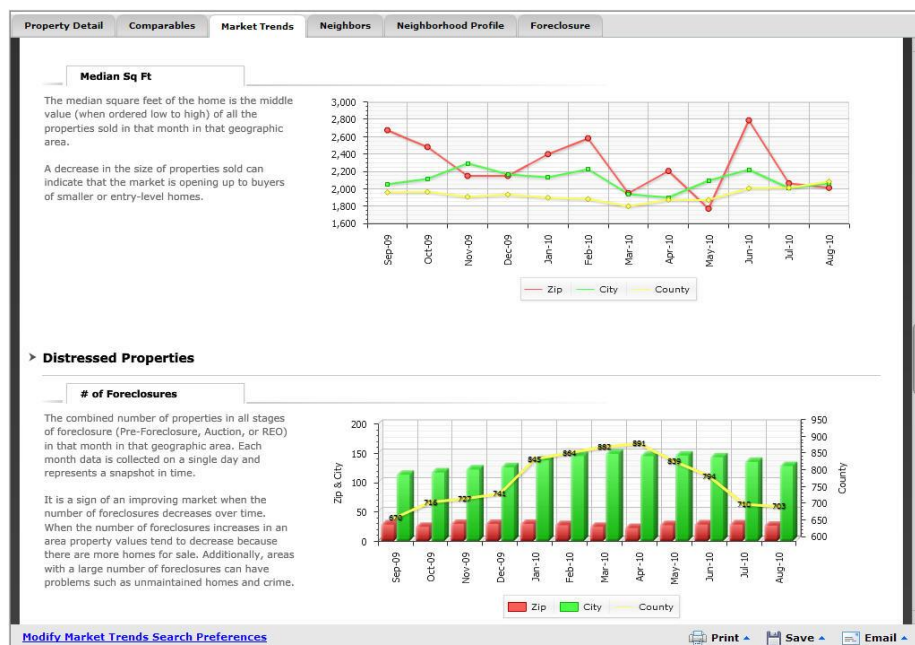 Property Detail Comparables Market Trends Neighbors Neighborhood Profile Foreclosure
Median Sq Ft
The median square feet of the home is the middle
value (when ordered low to high) of all the
properties sold in that month in that geographic
area.
A decrease in the size of properties sold can
indicate that the market is opening up to buyers
of smaller or entry-level homes.
3,000
2,800
2,600
2,400
2,200
2,000
1,800
1,600
Sep-09 Oct-09 Nov-09 Dec-09 Jan-10 Feb-10 Mar-10 Apr-10 May-10 Jun-10 Jul-10 Aug-10
Zip City County
Distressed Properties
# of Foreclosures
The combined number of properties in all stages
of foreclosure (Pre-Foreclosure, Auction, or REO)
in that month in that geographic area. Each
month data is collected on a single day and
represents a snapshot in time.
It is a sign of an improving market when the
number of foreclosures decreases over time.
When the number of foreclosures increases in an
area property values tend to decrease because
there are more homes for sale. Additionally, areas
with a large number of foreclosures can have
problems such as unmaintained homes and crime.
Zip & City
200
150
100
50
0
670 716 727 741 845 864 882 891 839 794 710 703
950
900
850
800
750
700
650
600
County
Sep-09 Oct-09 Nov-09 Dec-09 Jan-10 Feb-10 Mar-10 Apr-10 May-10 Jun-10 Jul-10 Aug-10
Zip City County
Modify Market Trends Search Preferences Print Save Email